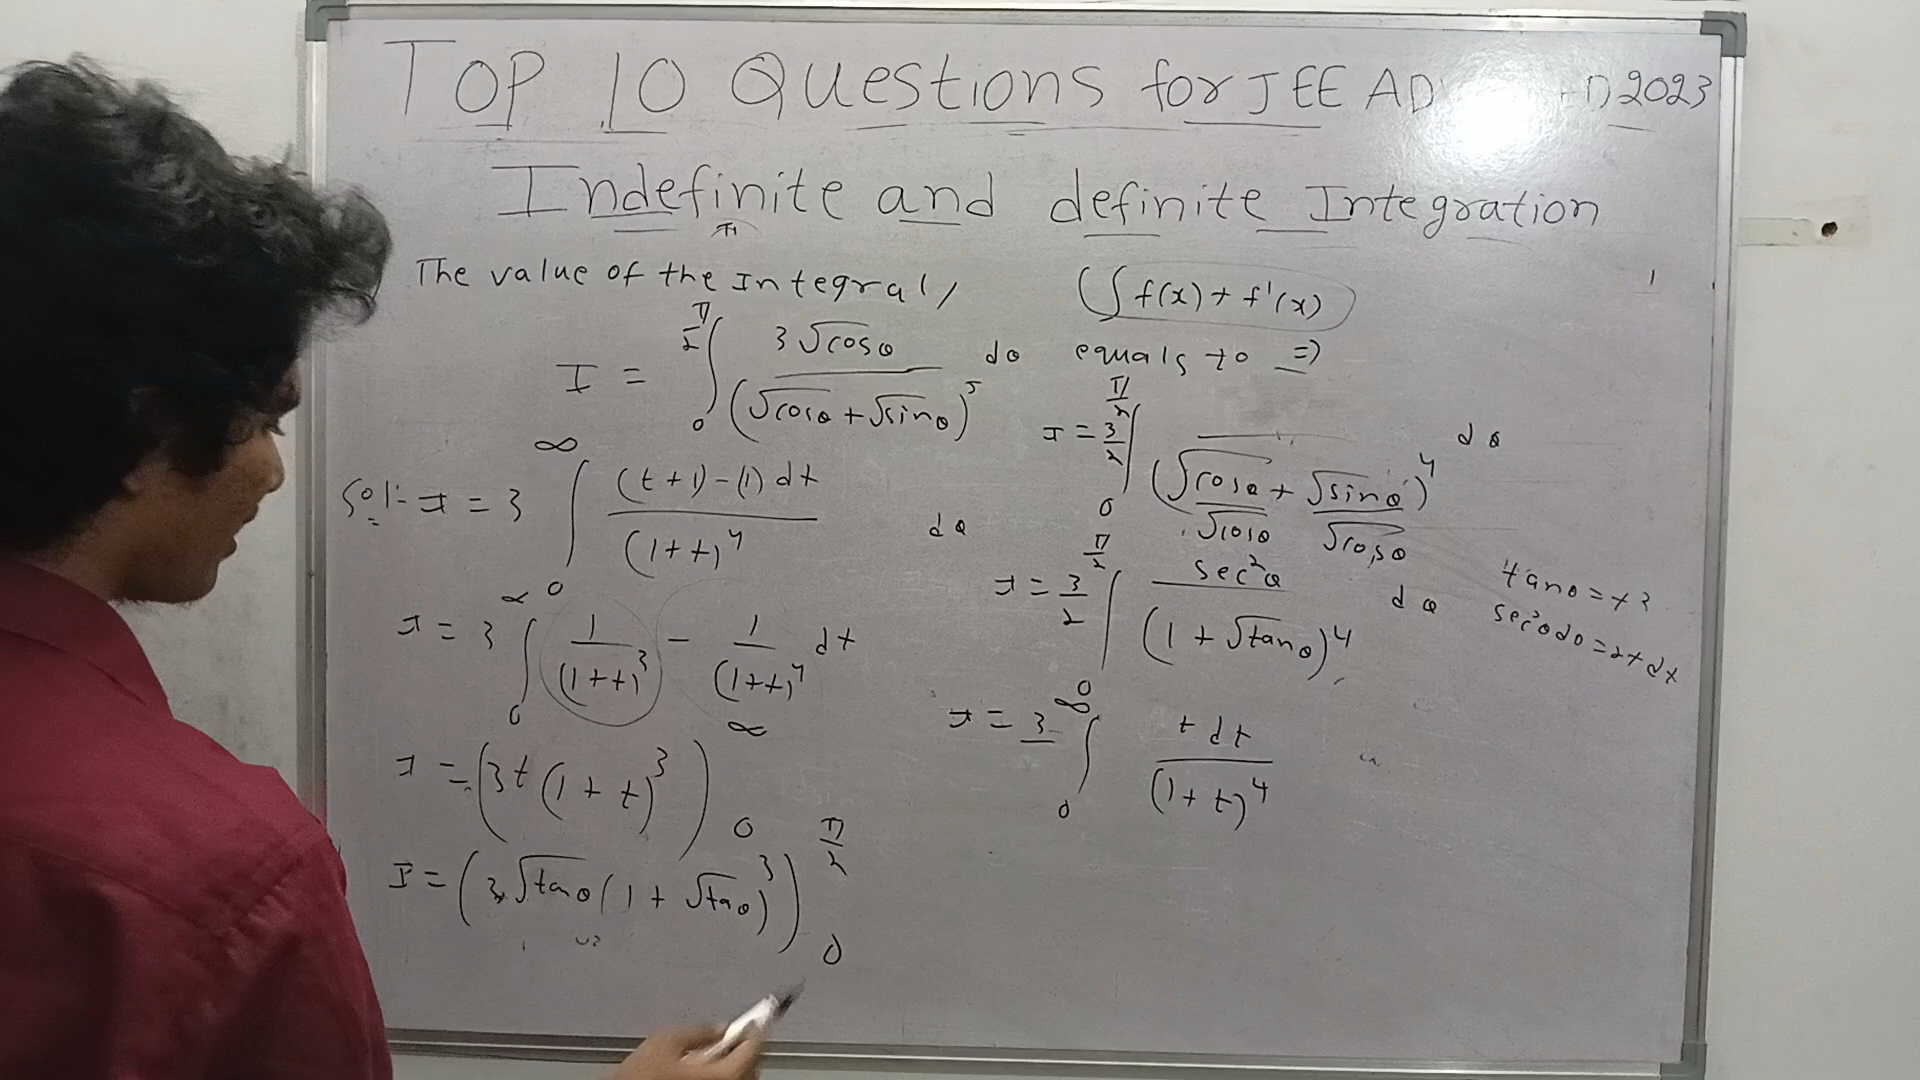 TOP 10 Questions for JEE AD D 2023
Indefinite and definite Integration
The value of the Integral,
(∫ f(x) + f'(x)
I = ∫₀^(π/2) 3√cosθ / (√cosθ + √sinθ)⁵ dθ equals to =>
I = 3/2 ∫₀^(π/2) ‾ / (√cosθ/√cosθ + √sinθ/√cosθ)⁴ dθ
Sol:- I = 3 ∫₀^∞ (t+1)-(1) dt / (1+t)⁴ dθ
I = 3/2 ∫₀^(π/2) sec²θ / (1 + √tanθ)⁴ dθ
tanθ = t²
sec²θdθ = 2tdt
I = 3 ∫₀^∞ 1/(1+t)³ - 1/(1+t)⁴ dt
I = 3 ∫₀^∞ t dt / (1+t)⁴
I = (3t(1+t)³)₀^∞
I = (3√tanθ(1+√tanθ)³)₀^(π/2)